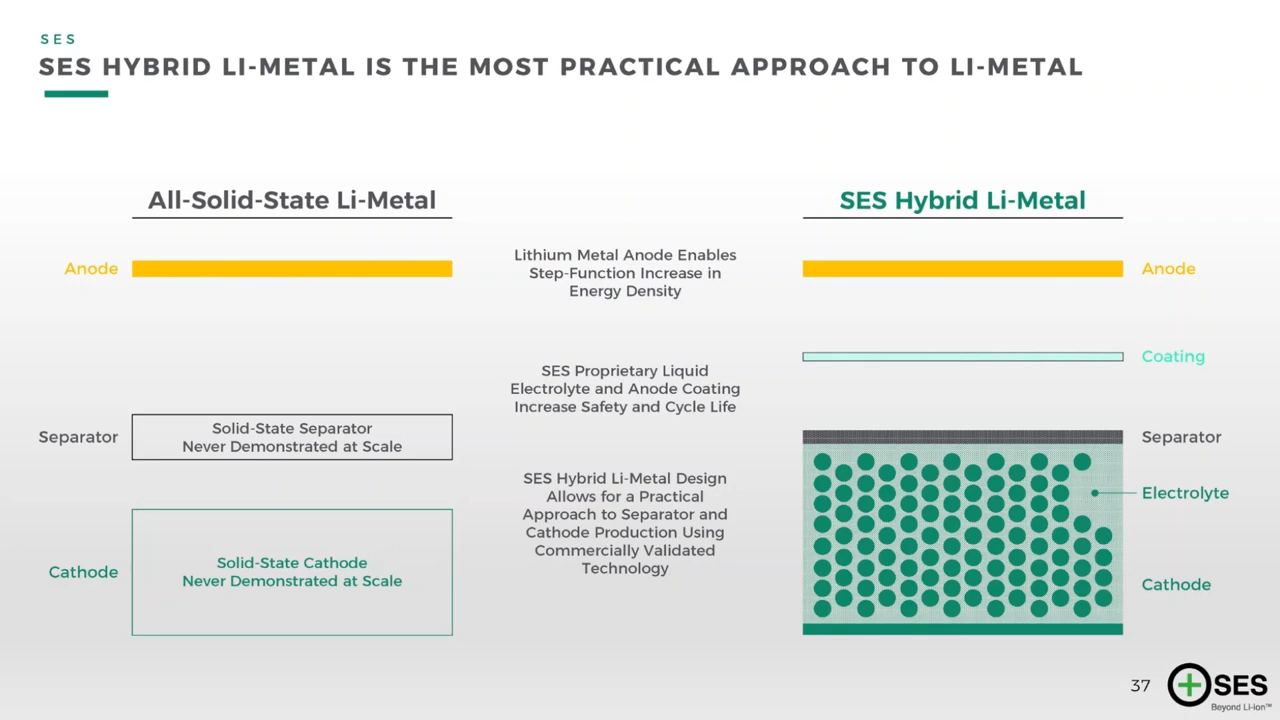 SES
SES HYBRID LI-METAL IS THE MOST PRACTICAL APPROACH TO LI-METAL
All-Solid-State Li-Metal
SES Hybrid Li-Metal
Anode
Lithium Metal Anode Enables
Step-Function Increase in
Energy Density
Anode
SES Proprietary Liquid
Electrolyte and Anode Coating
Increase Safety and Cycle Life
Coating
Separator
Solid-State Separator
Never Demonstrated at Scale
Separator
SES Hybrid Li-Metal Design
Allows for a Practical
Approach to Separator and
Cathode Production Using
Commercially Validated
Technology
Electrolyte
Cathode
Solid-State Cathode
Never Demonstrated at Scale
Cathode
37
SES
Beyond Li-Ion™